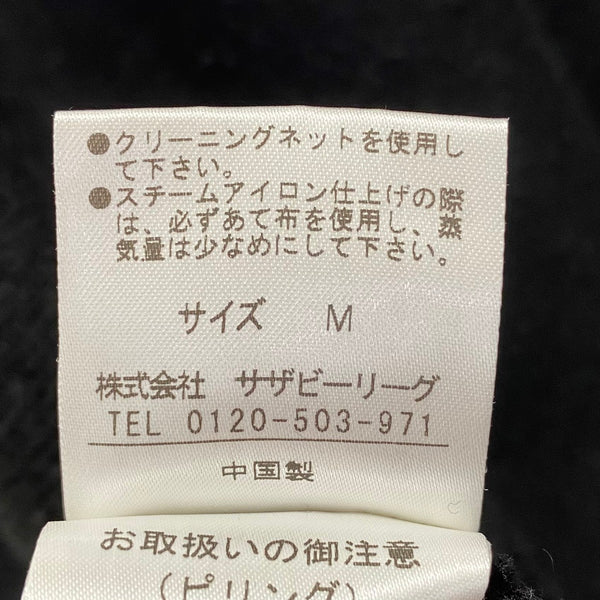 ●クリーニングネットを使用し
て下さい。
●スチームアイロン仕上げの際
は、必ずあて布を使用し、蒸
気量は少なめにして下さい。
サイズ M
株式会社 サザビーリーグ
TEL 0120-503-971
中国製
お取扱いの御注意
(ピリング)